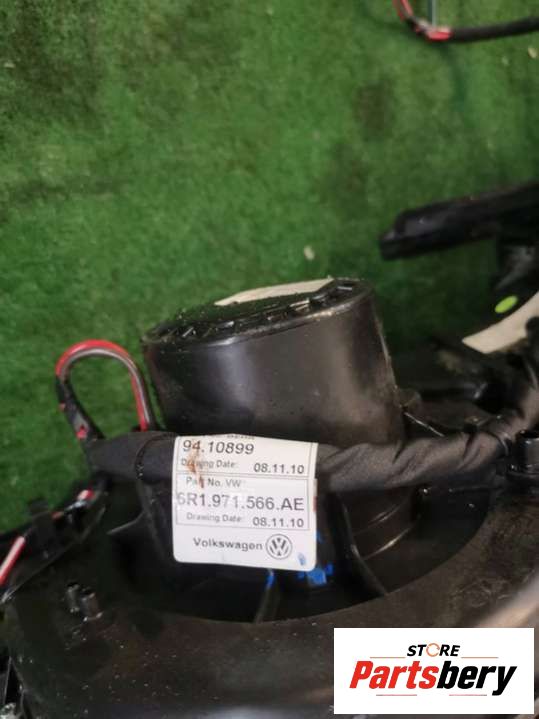 BEHR
94.10899
Drawing Date: 08.11.10
Part No. VW
6R1.971.566.AE
Drawing Date: 08.11.10
Volkswagen
STORE
Partsbery